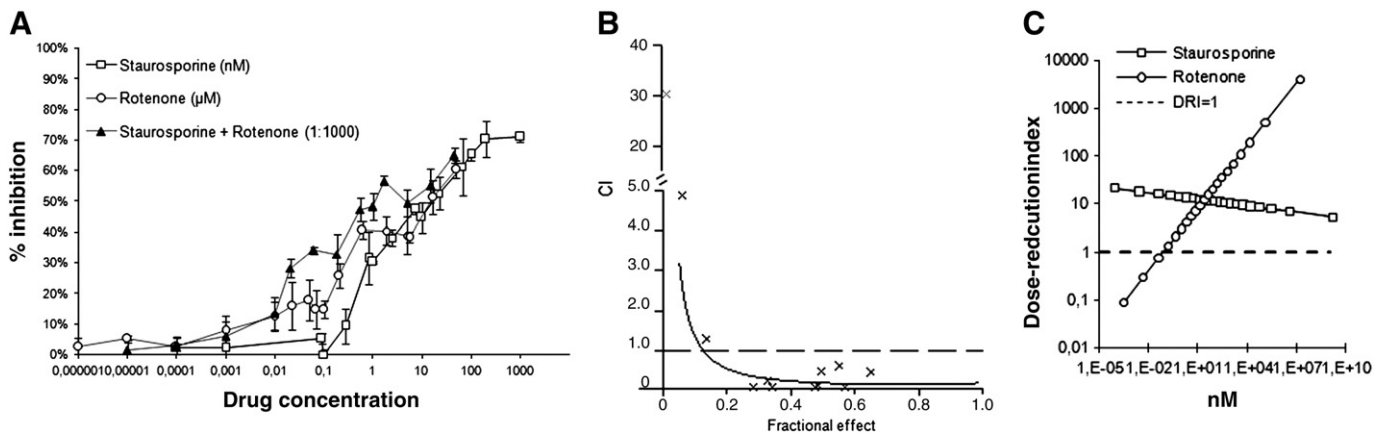 A
100%
90%
80%
70%
60%
50%
40%
30%
20%
10%
0%
% inhibition
Staurosporine (nM)
Rotenone (µM)
Staurosporine + Rotenone (1:1000)
0,0000001 0,00001 0,0001 0,001 0,01 0,1 1 10 100 1000
Drug concentration
B
40
30
20
5.0
4.0
3.0
2.0
1.0
0
CI
0 0.2 0.4 0.6 0.8 1.0
Fractional effect
C
10000
1000
100
10
1
0,1
0,01
Dose-redcutionindex
Staurosporine
Rotenone
DRI=1
1,E-05 1,E-021,E+011,E+041,E+071,E+10
nM